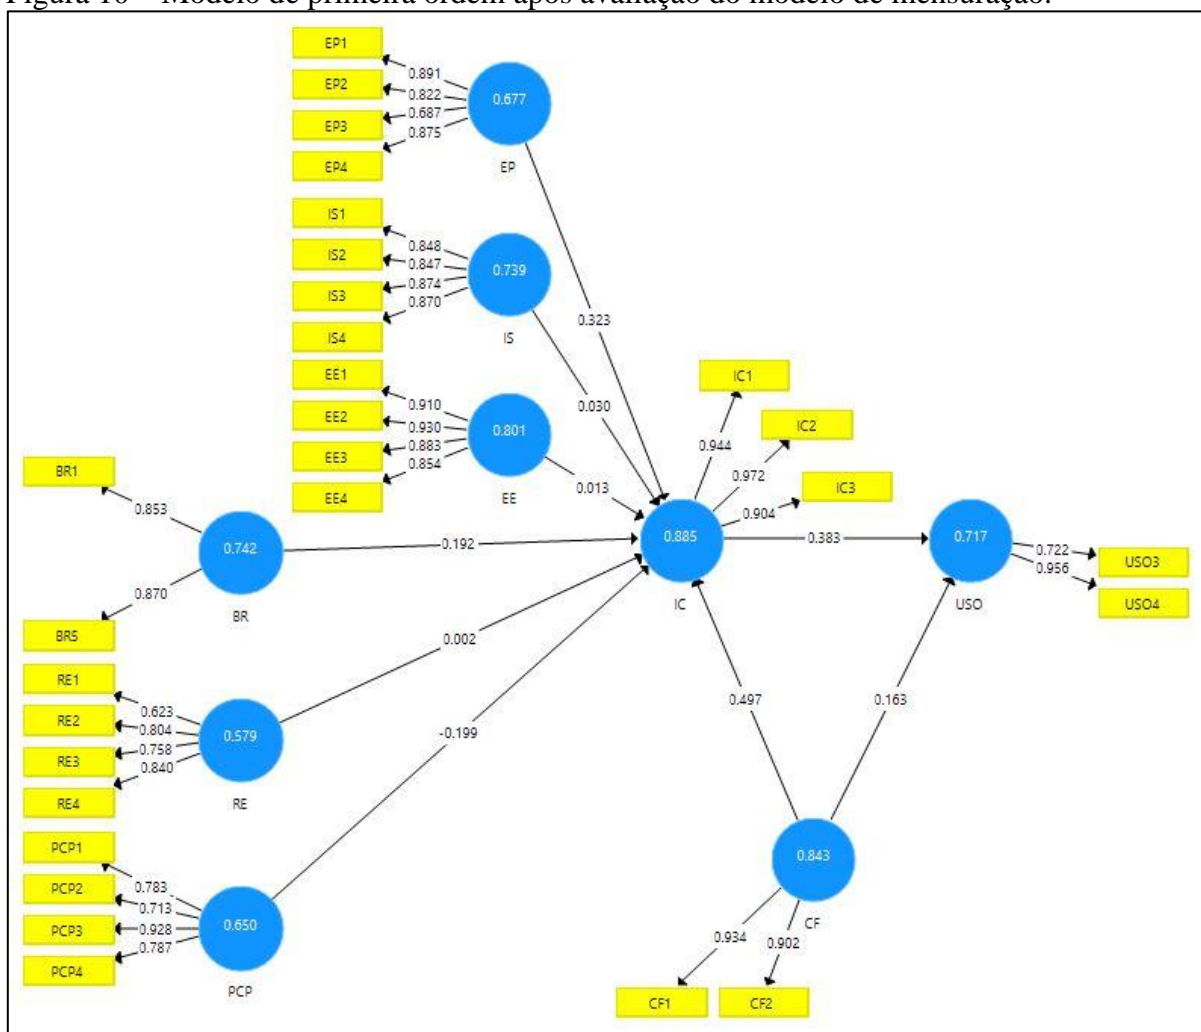 Figura 10 – Modelo de primeira ordem após avaliação do modelo de mensuração.
EP1
EP2
EP3
EP4
0.891
0.822
0.687
0.875
0.677
EP
IS1
IS2
IS3
IS4
0.848
0.847
0.874
0.870
0.739
IS
EE1
EE2
EE3
EE4
0.910
0.930
0.883
0.854
0.801
EE
0.323
0.030
0.013
BR1
0.853
0.742
BR
0.870
BR5
0.192
RE1
RE2
RE3
RE4
0.623
0.804
0.758
0.840
0.579
RE
0.002
PCP1
PCP2
PCP3
PCP4
0.783
0.713
0.928
0.787
0.650
PCP
-0.199
IC1
IC2
IC3
0.944
0.972
0.904
0.885
IC
0.383
0.717
USO
0.722
0.956
USO3
USO4
0.497
0.163
0.843
CF
0.934
0.902
CF1
CF2